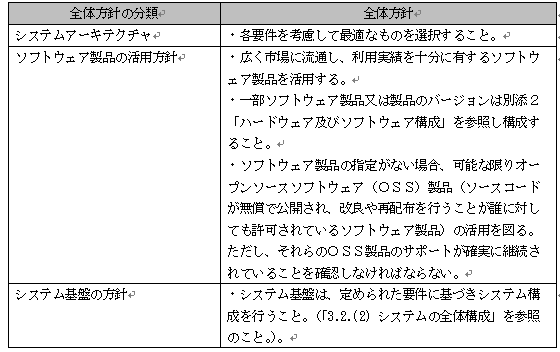 全体方針の分類
全体方針
システムアーキテクチャ
・各要件を考慮して最適なものを選択すること。
ソフトウェア製品の活用方針
・広く市場に流通し、利用実績を十分に有するソフトウ
ェア製品を活用する。
・一部ソフトウェア製品又は製品のバージョンは別添２
「ハードウェア及びソフトウェア構成」を参照し構成す
ること。
・ソフトウェア製品の指定がない場合、可能な限りオー
プンソースソフトウェア（ＯＳＳ）製品（ソースコード
が無償で公開され、改良や再配布を行うことが誰に対し
ても許可されているソフトウェア製品）の活用を図る。
ただし、それらのＯＳＳ製品のサポートが確実に継続さ
れていることを確認しなければならない。
システム基盤の方針
・システム基盤は、定められた要件に基づきシステム構
成を行うこと。（「3.2.(2) システムの全体構成」を参照
のこと。）。